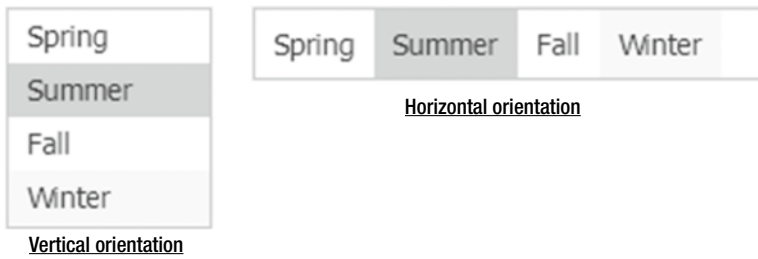 Spring
Summer
Fall
Winter
Vertical orientation
Spring Summer Fall Winter
Horizontal orientation